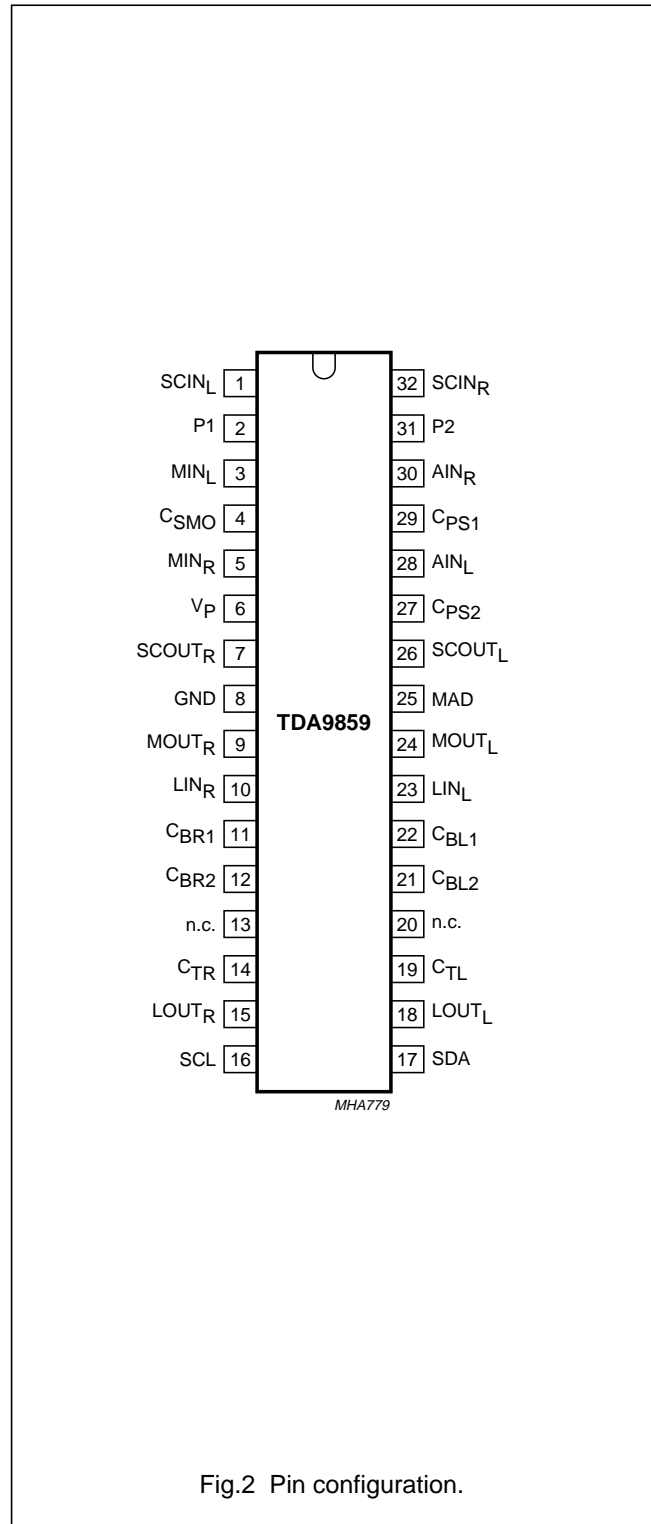 SCINL 1 32 SCINR
P1 2 31 P2
MINL 3 30 AINR
CSMO 4 29 CPS1
MINR 5 28 AINL
VP 6 27 CPS2
SCOUTR 7 26 SCOUTL
GND 8 25 MAD
TDA9859
MOUTR 9 24 MOUTL
LINR 10 23 LINL
CBR1 11 22 CBL1
CBR2 12 21 CBL2
n.c. 13 20 n.c.
CTR 14 19 CTL
LOUTR 15 18 LOUTL
SCL 16 17 SDA
MHA779
Fig.2 Pin configuration.